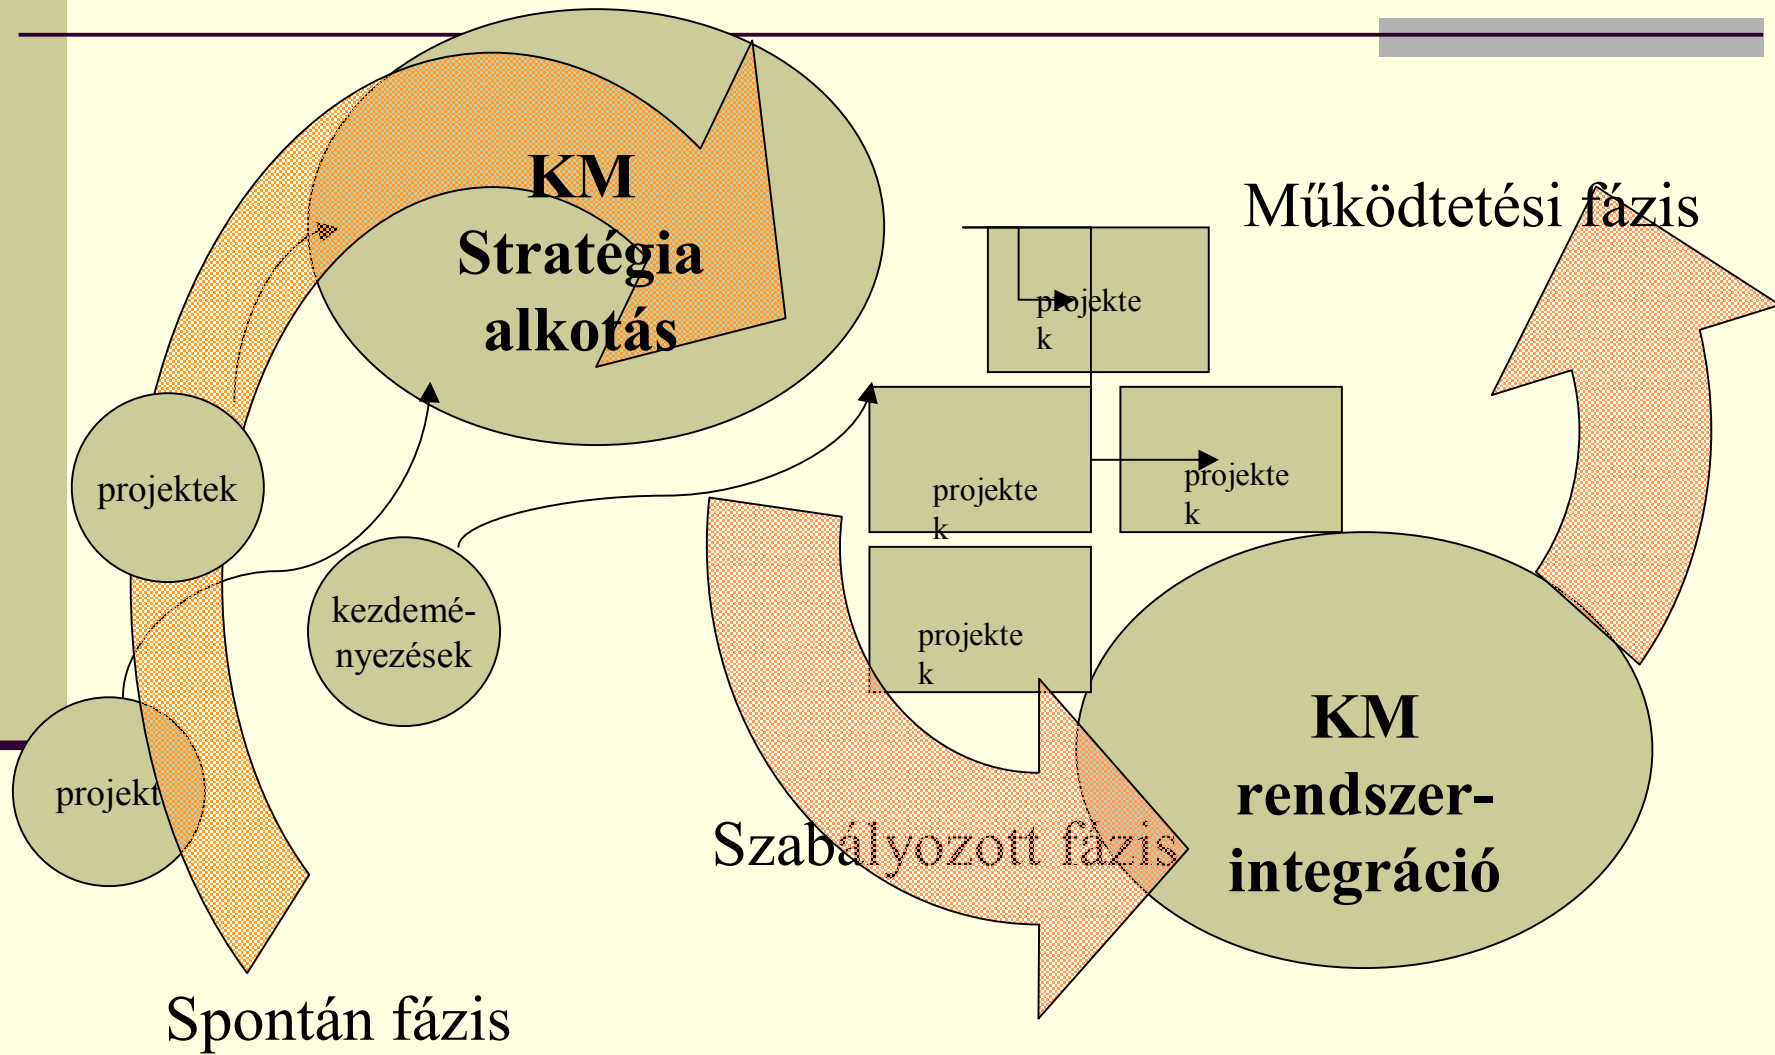 KM
Stratégia
alkotás
Működtetési fázis
projekte
k
projekte
k
projekte
k
projekte
k
projektek
kezdemé-
nyezések
projekt
KM
rendszer-
integráció
Szabályozott fázis
Spontán fázis